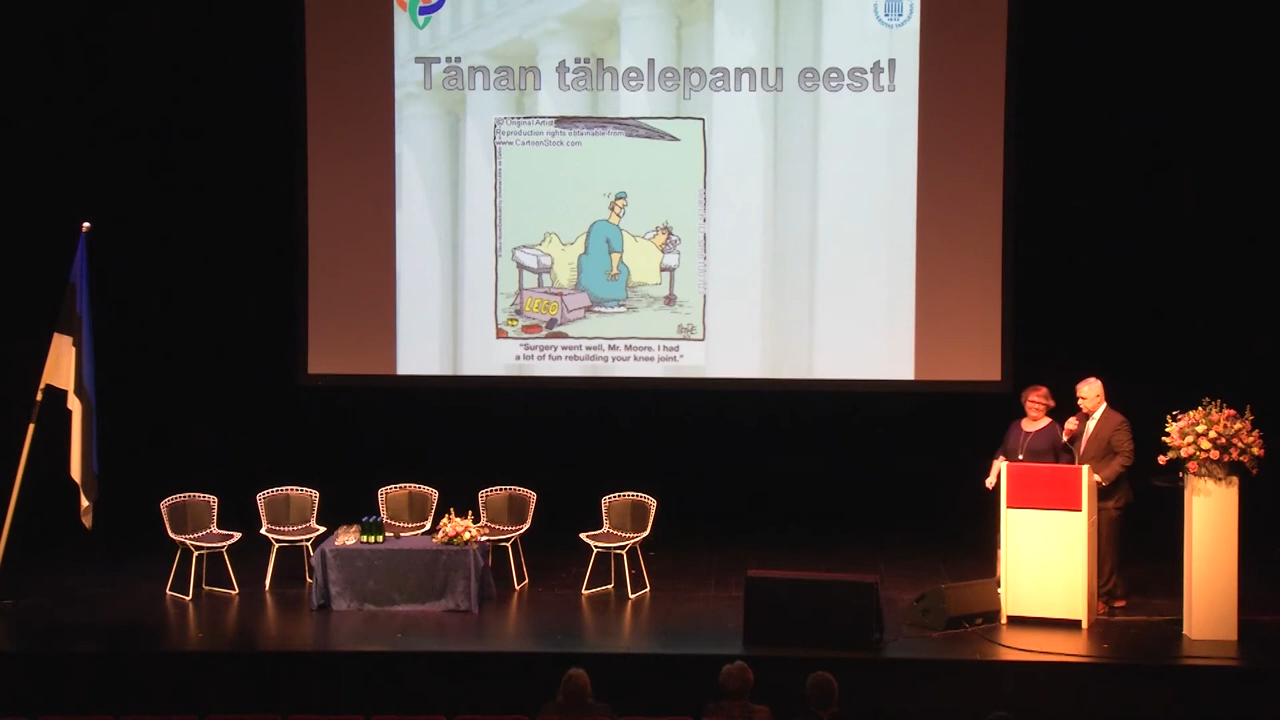 Tänan tähelepanu eest!
© Original Artist
Reproduction rights obtainable from
www.CartoonStock.com
LEGO
"Surgery went well, Mr. Moore. I had
a lot of fun rebuilding your knee joint."